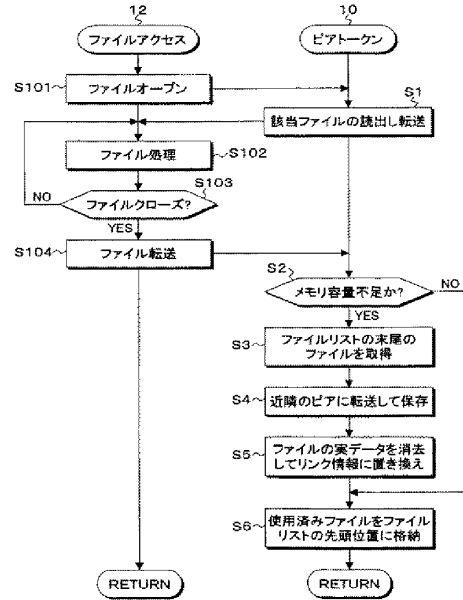 12
10
ファイルアクセス
ピアトークン
S101
ファイルオープン
S1
該当ファイルの読出し転送
ファイル処理
S102
S103
NO
ファイルクローズ?
YES
S104
ファイル転送
S2
NO
メモリ容量不足か?
YES
S3
ファイルリストの末尾の
ファイルを取得
S4
近隣のピアに転送して保存
S5
ファイルの実データを消去
してリンク情報に置き換え
S6
使用済みファイルをファイル
リストの先頭位置に格納
RETURN
RETURN